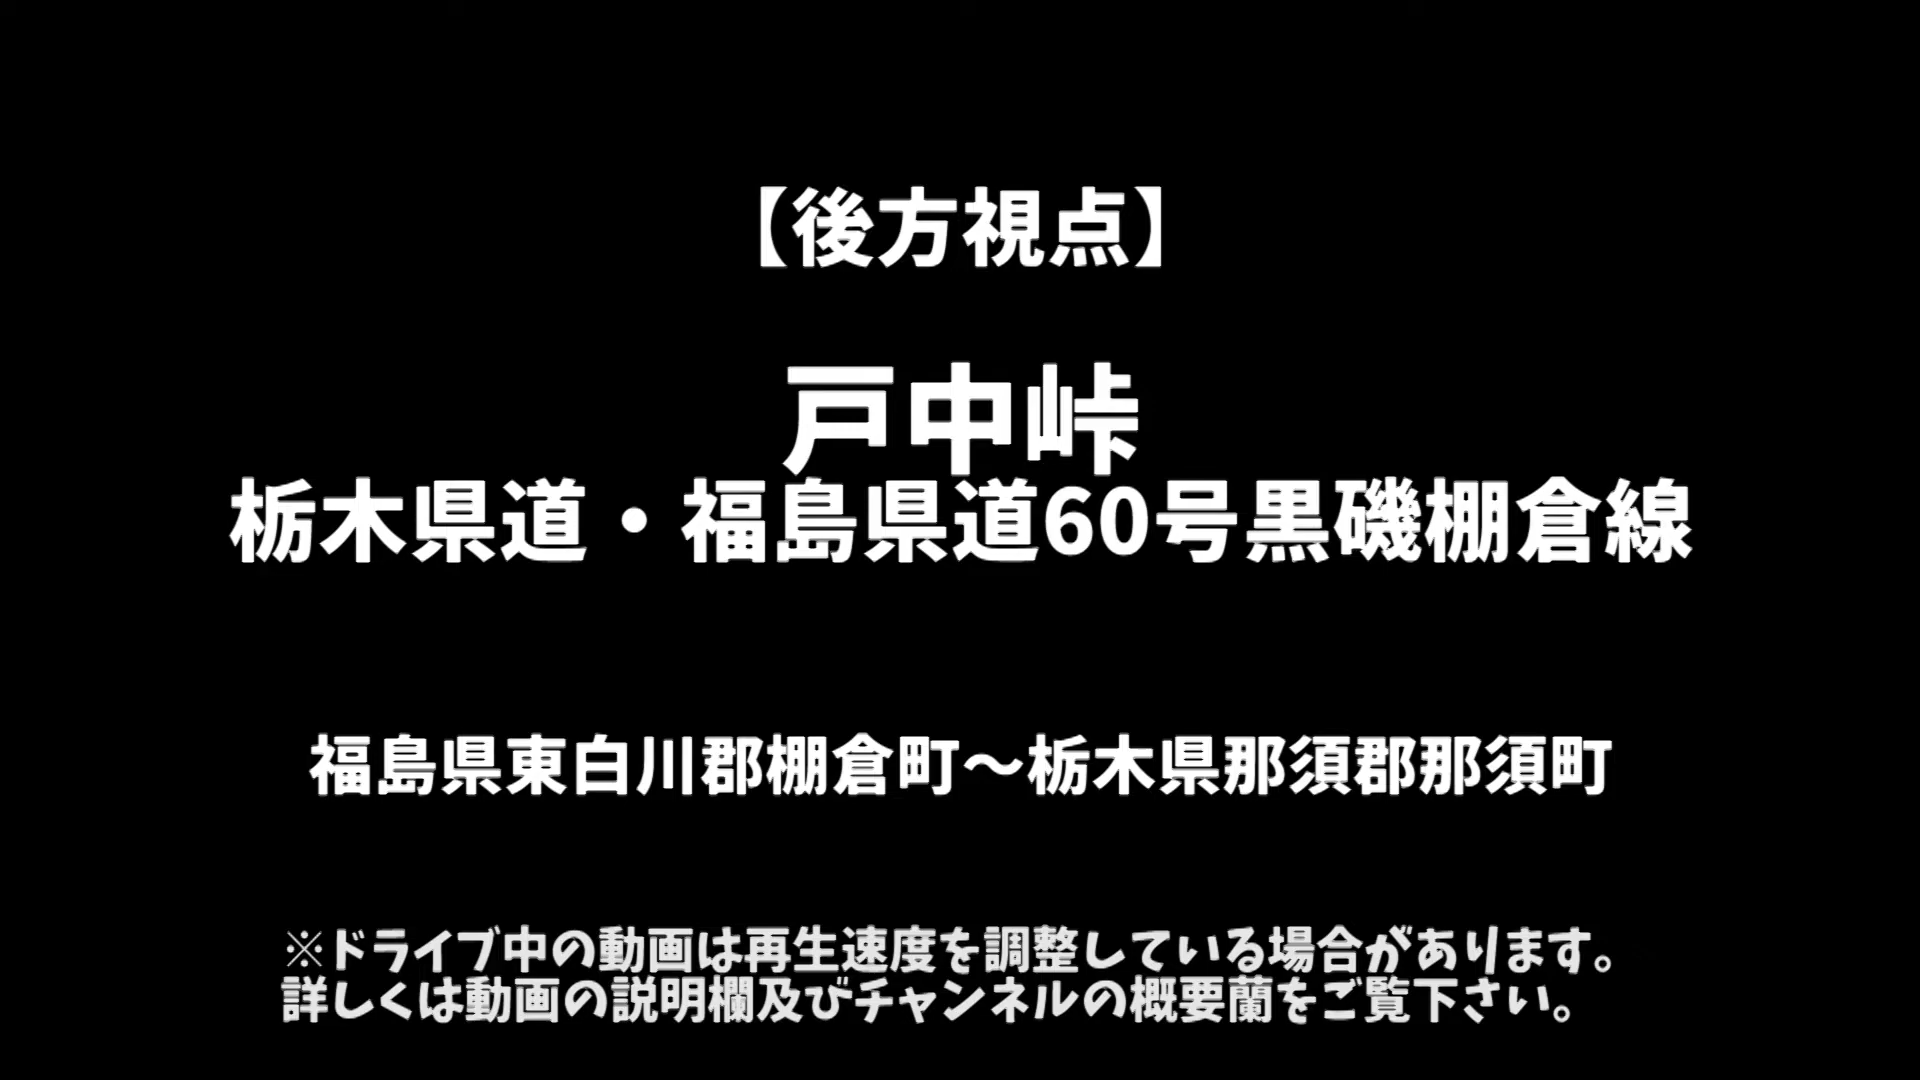 【後方視点】
戸中峠
栃木県道・福島県道60号黒磯棚倉線
福島県東白川郡棚倉町～栃木県那須郡那須町
※ドライブ中の動画は再生速度を調整している場合があります。
詳しくは動画の説明欄及びチャンネルの概要蘭をご覧下さい。